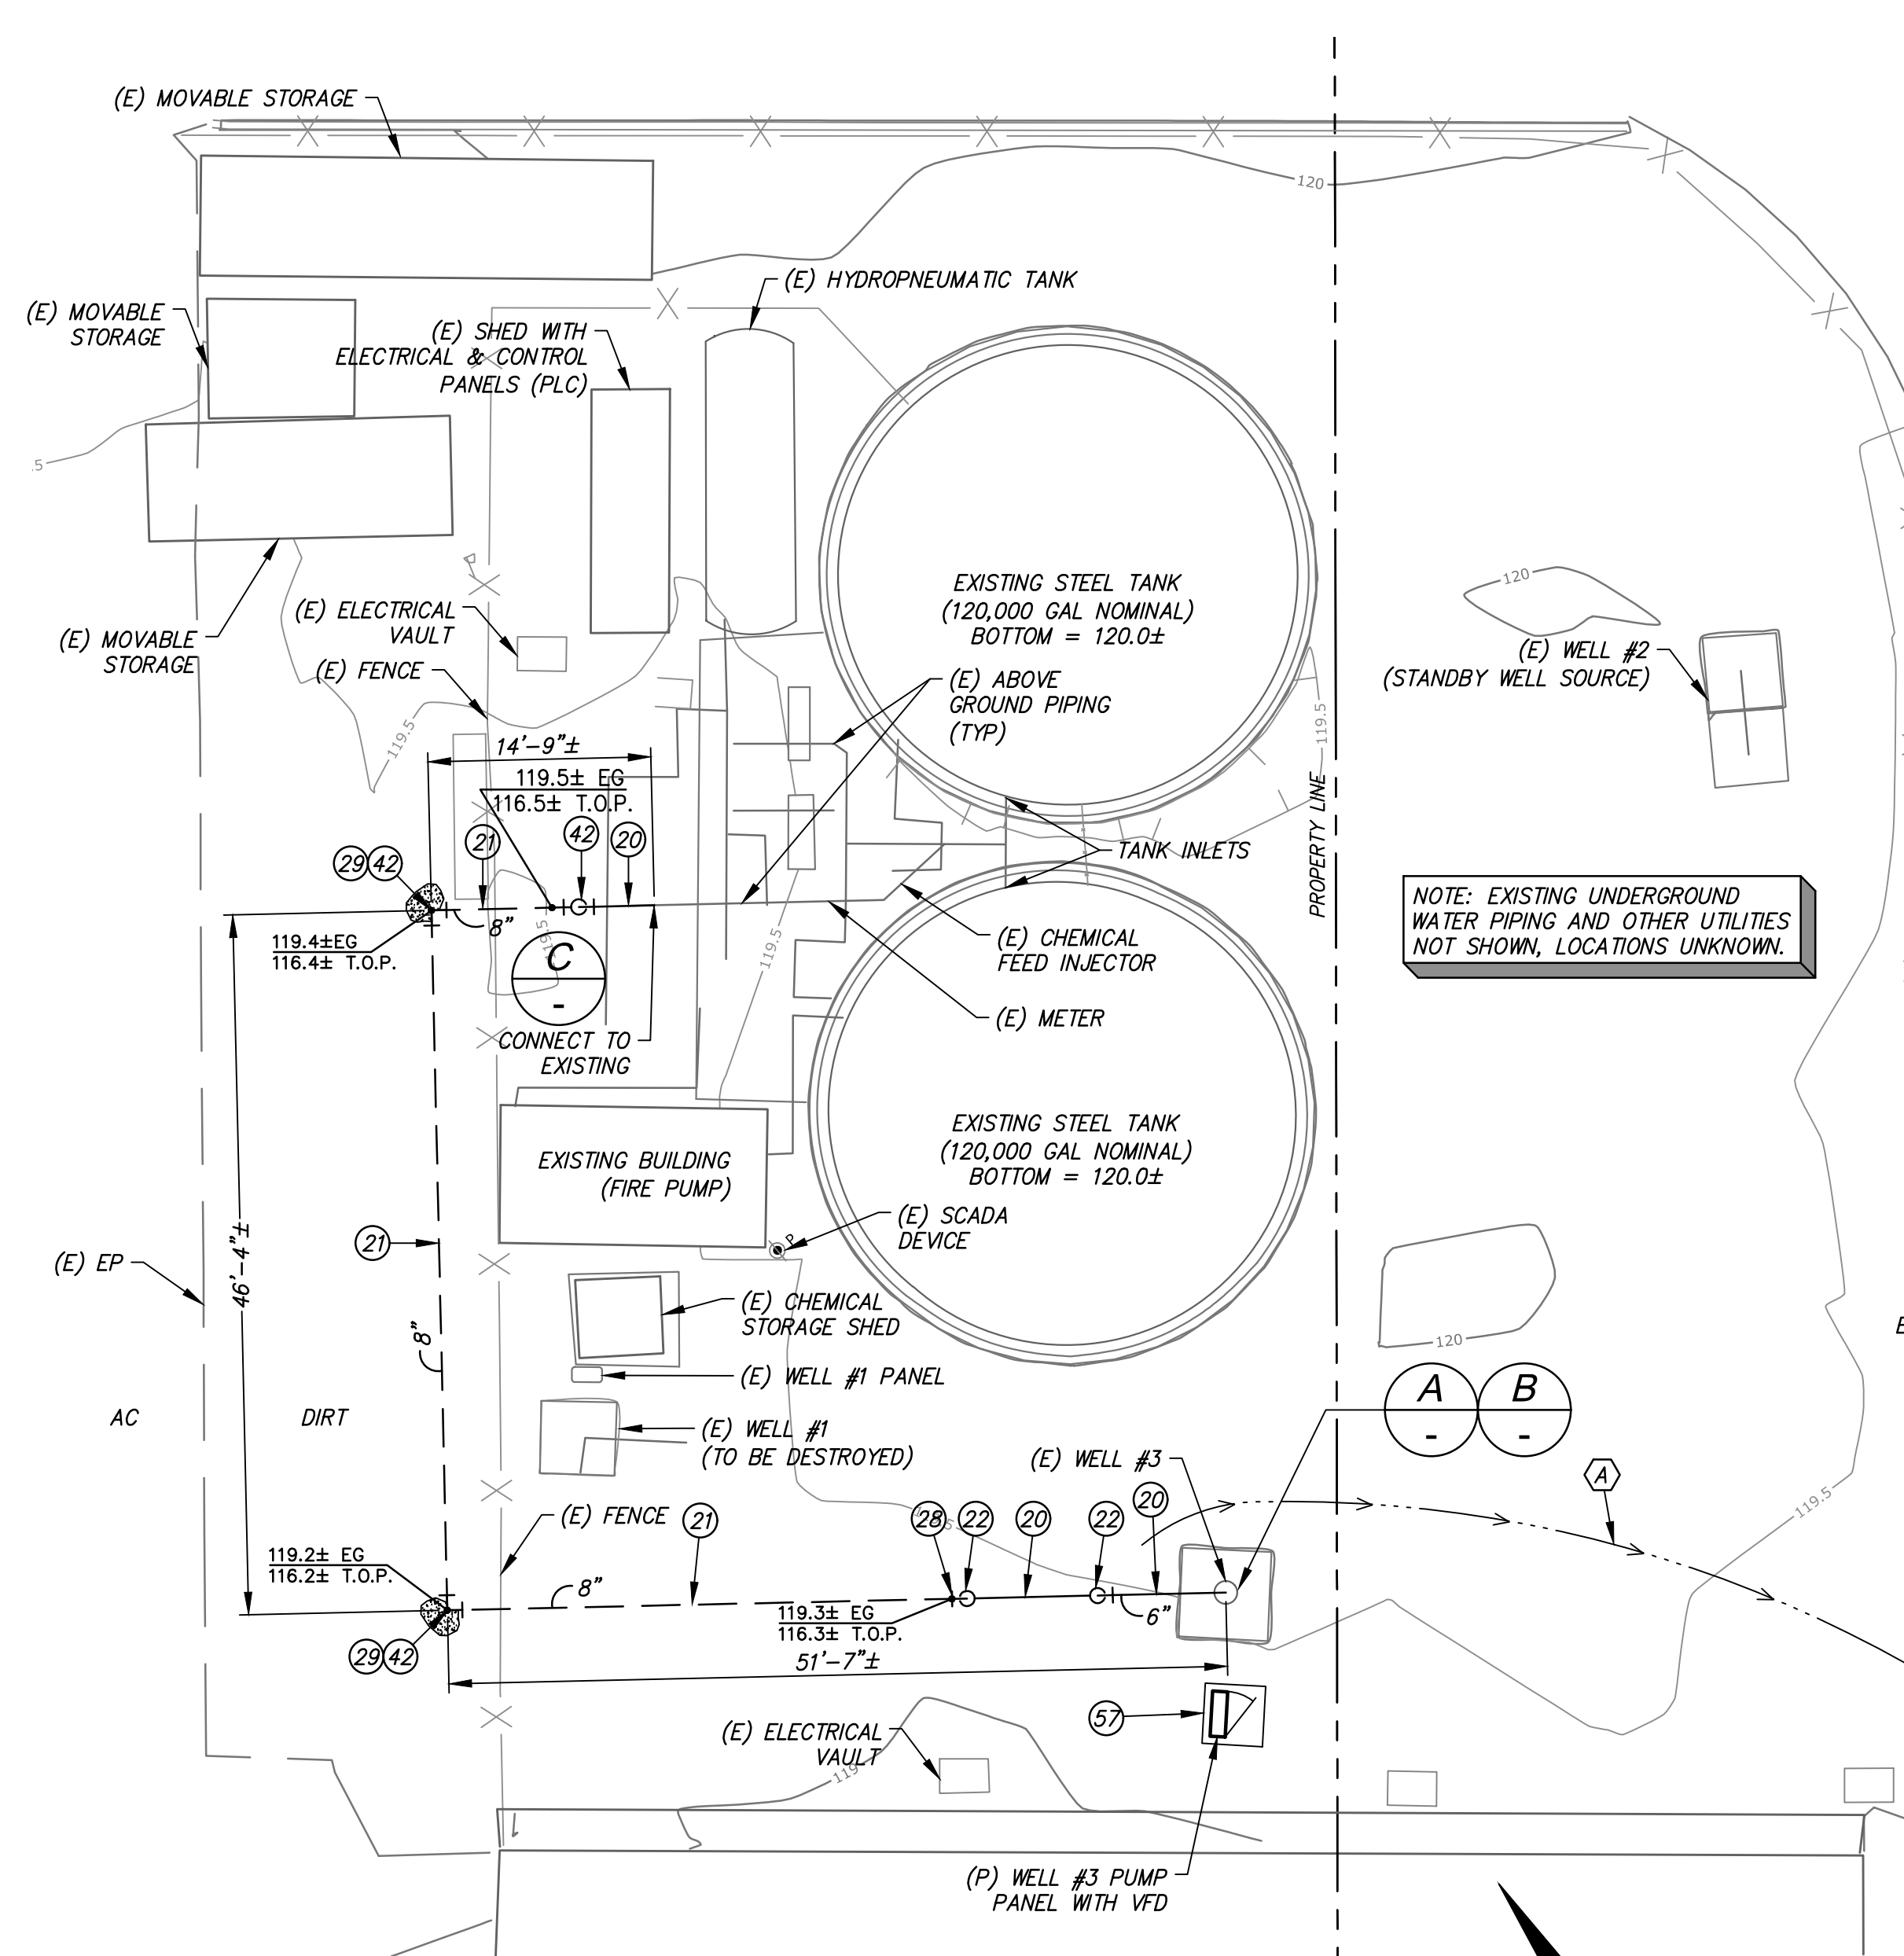 (E) MOVABLE STORAGE
120
(E) HYDROPNEUMATIC TANK
(E) MOVABLE
STORAGE
(E) SHED WITH
ELECTRICAL & CONTROL
PANELS (PLC)
.5
EXISTING STEEL TANK
(120,000 GAL NOMINAL)
BOTTOM = 120.0±
120
(E) ELECTRICAL
VAULT
(E) MOVABLE
STORAGE
(E) FENCE
(E) WELL #2
(STANDBY WELL SOURCE)
(E) ABOVE
GROUND PIPING
(TYP)
119.5
119.5
14'-9"±
119.5± EG
116.5± T.O.P.
PROPERTY LINE
21
42
20
29
42
TANK INLETS
8"
119.5
119.5
NOTE: EXISTING UNDERGROUND
WATER PIPING AND OTHER UTILITIES
NOT SHOWN, LOCATIONS UNKNOWN.
119.4±EG
116.4± T.O.P.
C
-
(E) CHEMICAL
FEED INJECTOR
(E) METER
CONNECT TO
EXISTING
EXISTING STEEL TANK
(120,000 GAL NOMINAL)
BOTTOM = 120.0±
EXISTING BUILDING
(FIRE PUMP)
(E) SCADA
DEVICE
P
21
46'-4"±
(E) EP
(E) CHEMICAL
STORAGE SHED
8"
120
E
(E) WELL #1 PANEL
A
-
B
-
AC
DIRT
(E) WELL #1
(TO BE DESTROYED)
(E) WELL #3
A
20
119.5
(E) FENCE
21
28
22
20
22
119.2± EG
116.2± T.O.P.
8"
119.3± EG
116.3± T.O.P.
6"
29
42
51'-7"±
57
(E) ELECTRICAL
VAULT
119
(P) WELL #3 PUMP
PANEL WITH VFD